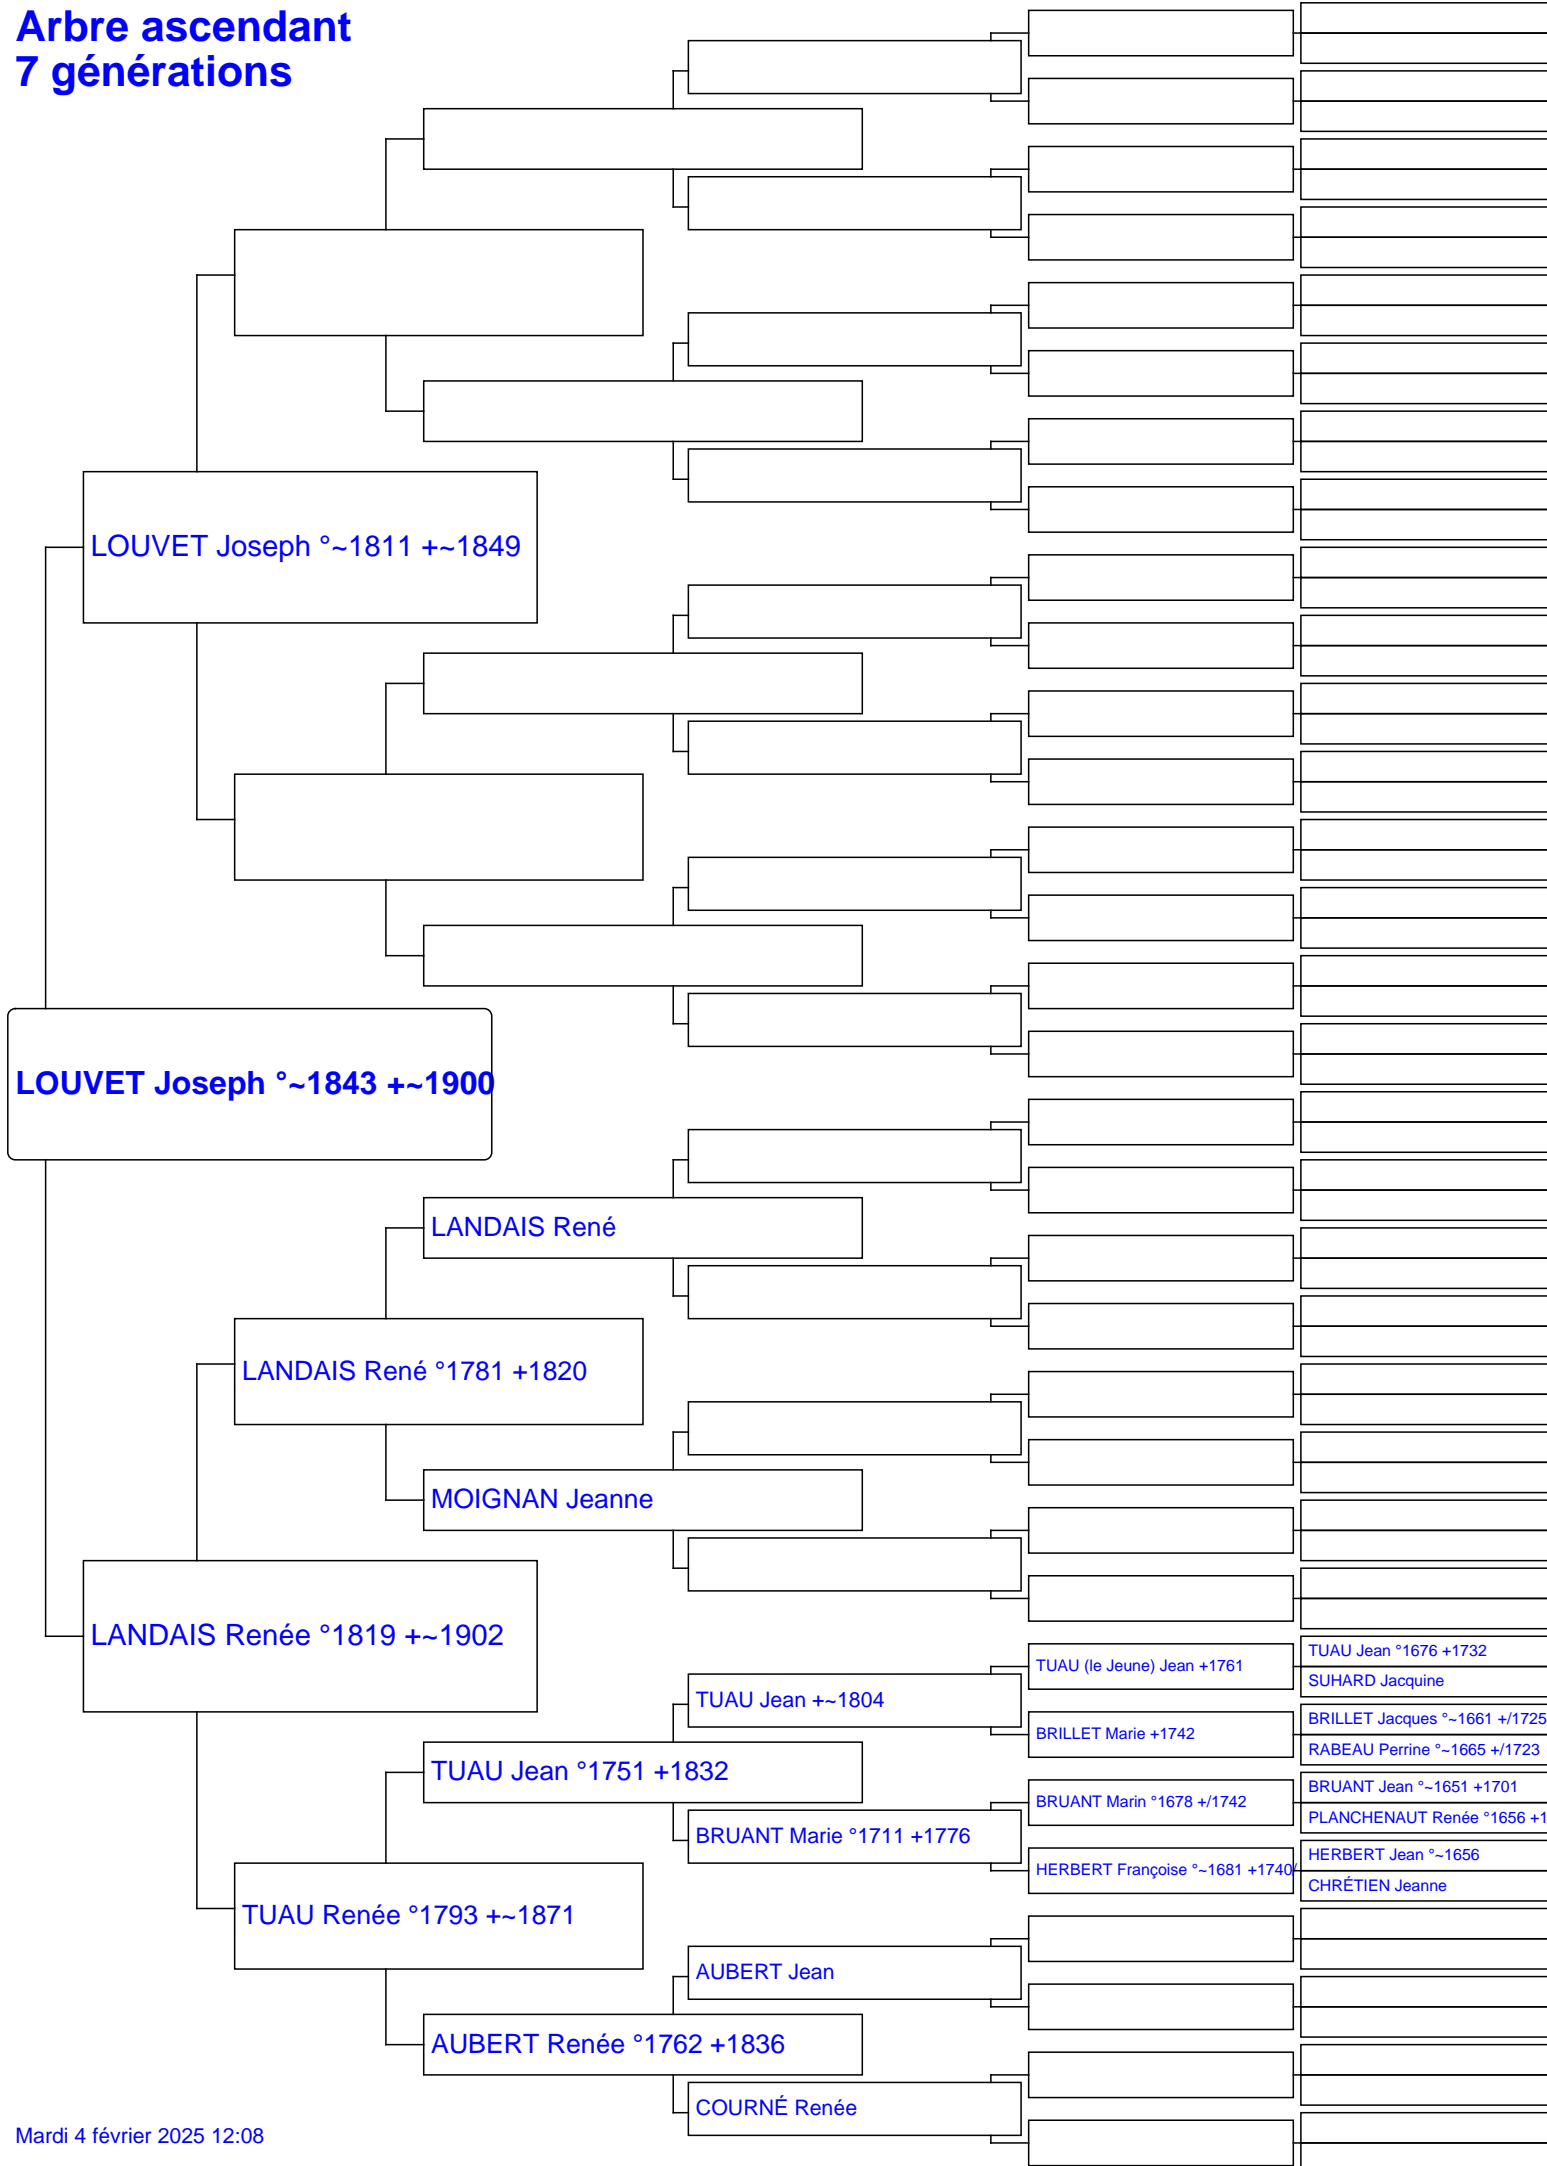 Arbre ascendant
7 générations
LOUVET Joseph °~1811 +~1849
LOUVET Joseph °~1843 +~1900
LANDAIS René
LANDAIS René °1781 +1820
MOIGNAN Jeanne
LANDAIS Renée °1819 +~1902
TUAU Jean °1676 +1732
TUAU (le Jeune) Jean +1761
SUHARD Jacquine
TUAU Jean +~1804
BRILLET Jacques °~1661 +/1725
BRILLET Marie +1742
RABEAU Perrine °~1665 +/1723
TUAU Jean °1751 +1832
BRUANT Jean °~1651 +1701
BRUANT Marin °1678 +/1742
PLANCHENAUT Renée °1656 +1
BRUANT Marie °1711 +1776
HERBERT Jean °~1656
HERBERT Françoise °~1681 +1740/
CHRÉTIEN Jeanne
TUAU Renée °1793 +~1871
AUBERT Jean
AUBERT Renée °1762 +1836
COURNÉ Renée
Mardi 4 février 2025 12:08